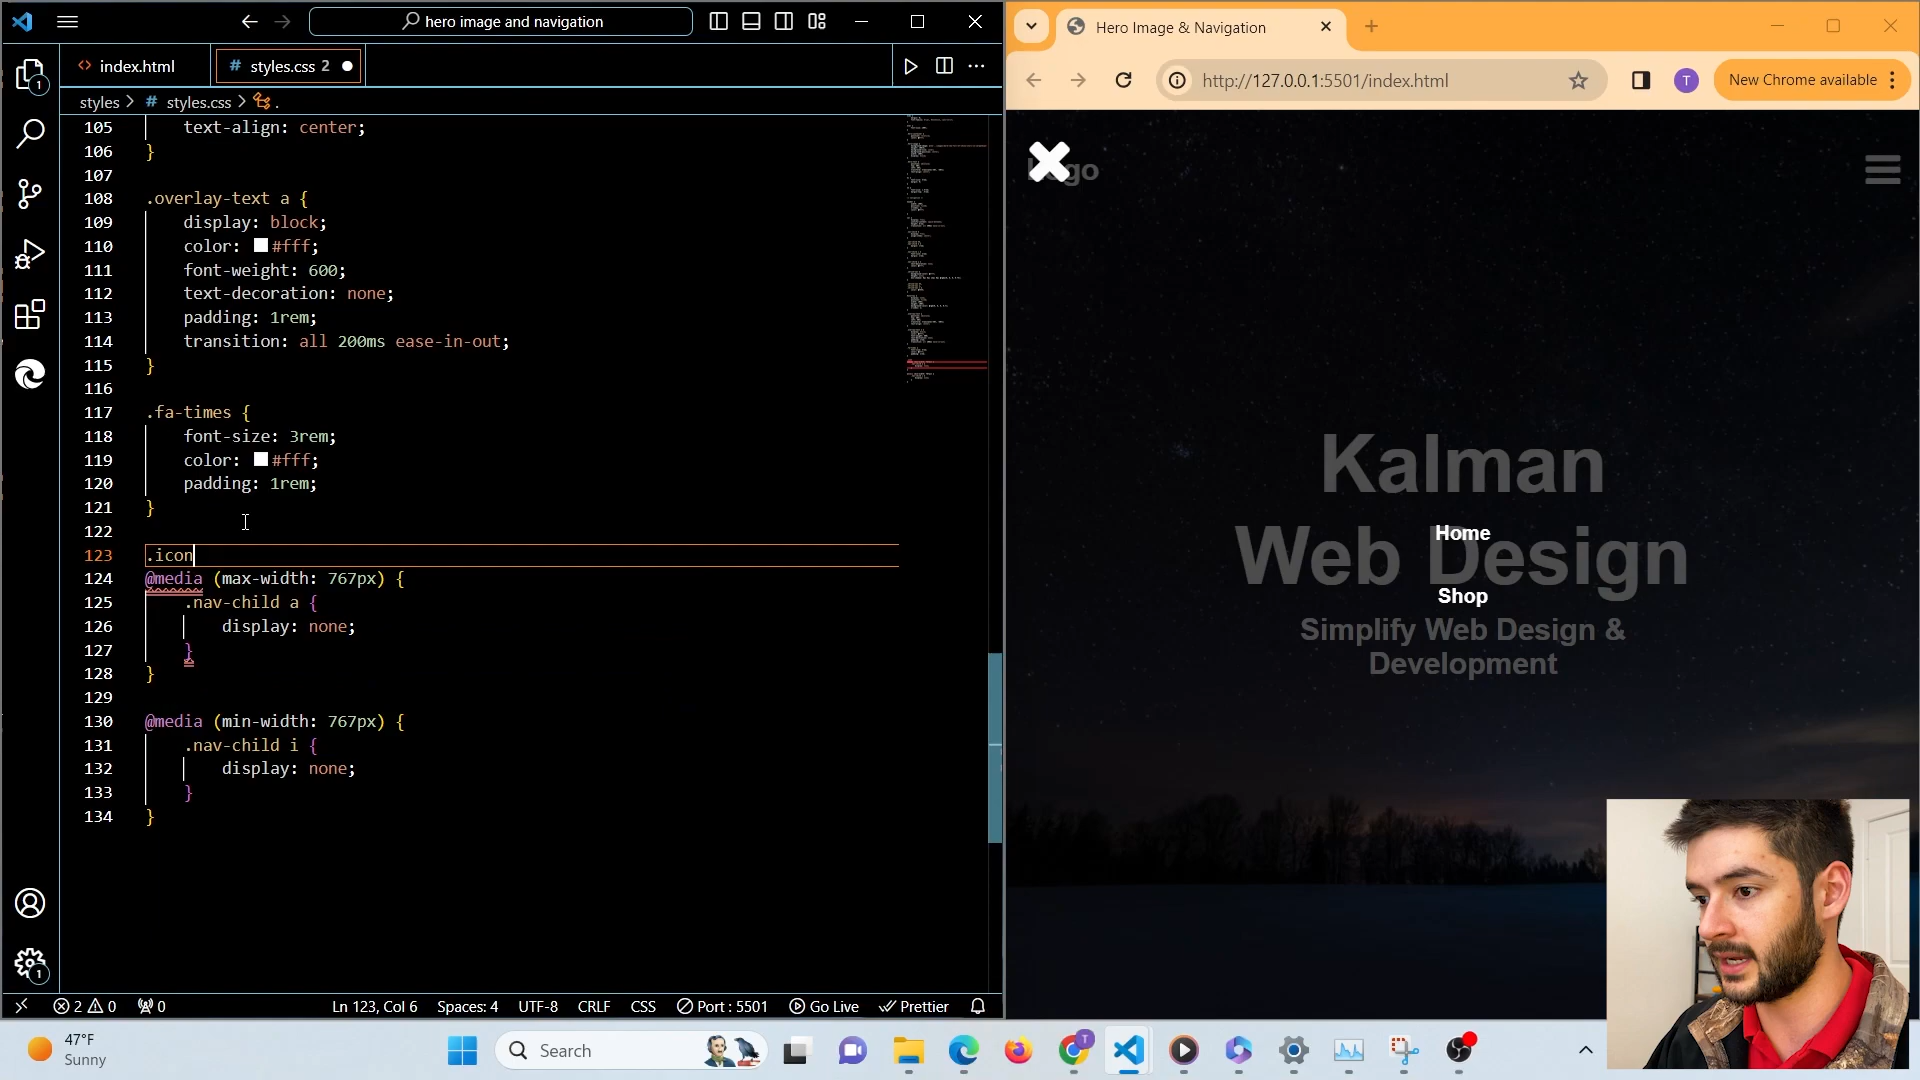 hero image and navigation
index.html
# styles.css 2
styles > # styles.css > .
105 text-align: center;
106 }
107
108 .overlay-text a {
109 display: block;
110 color: #fff;
111 font-weight: 600;
112 text-decoration: none;
113 padding: 1rem;
114 transition: all 200ms ease-in-out;
115 }
116
117 .fa-times {
118 font-size: 3rem;
119 color: #fff;
120 padding: 1rem;
121 }
122
123 .icon
124 @media (max-width: 767px) {
125 .nav-child a {
126 display: none;
127 }
128 }
129
130 @media (min-width: 767px) {
131 .nav-child i {
132 display: none;
133 }
134 }
1
1
2 0 0 Ln 123, Col 6 Spaces: 4 UTF-8 CRLF CSS Port : 5501 Go Live Prettier
Hero Image & Navigation
http://127.0.0.1:5501/index.html
T
New Chrome available
Logo
Kalman
Web Design
Home
Shop
Simplify Web Design &
Development
47°F
Sunny
Search
T